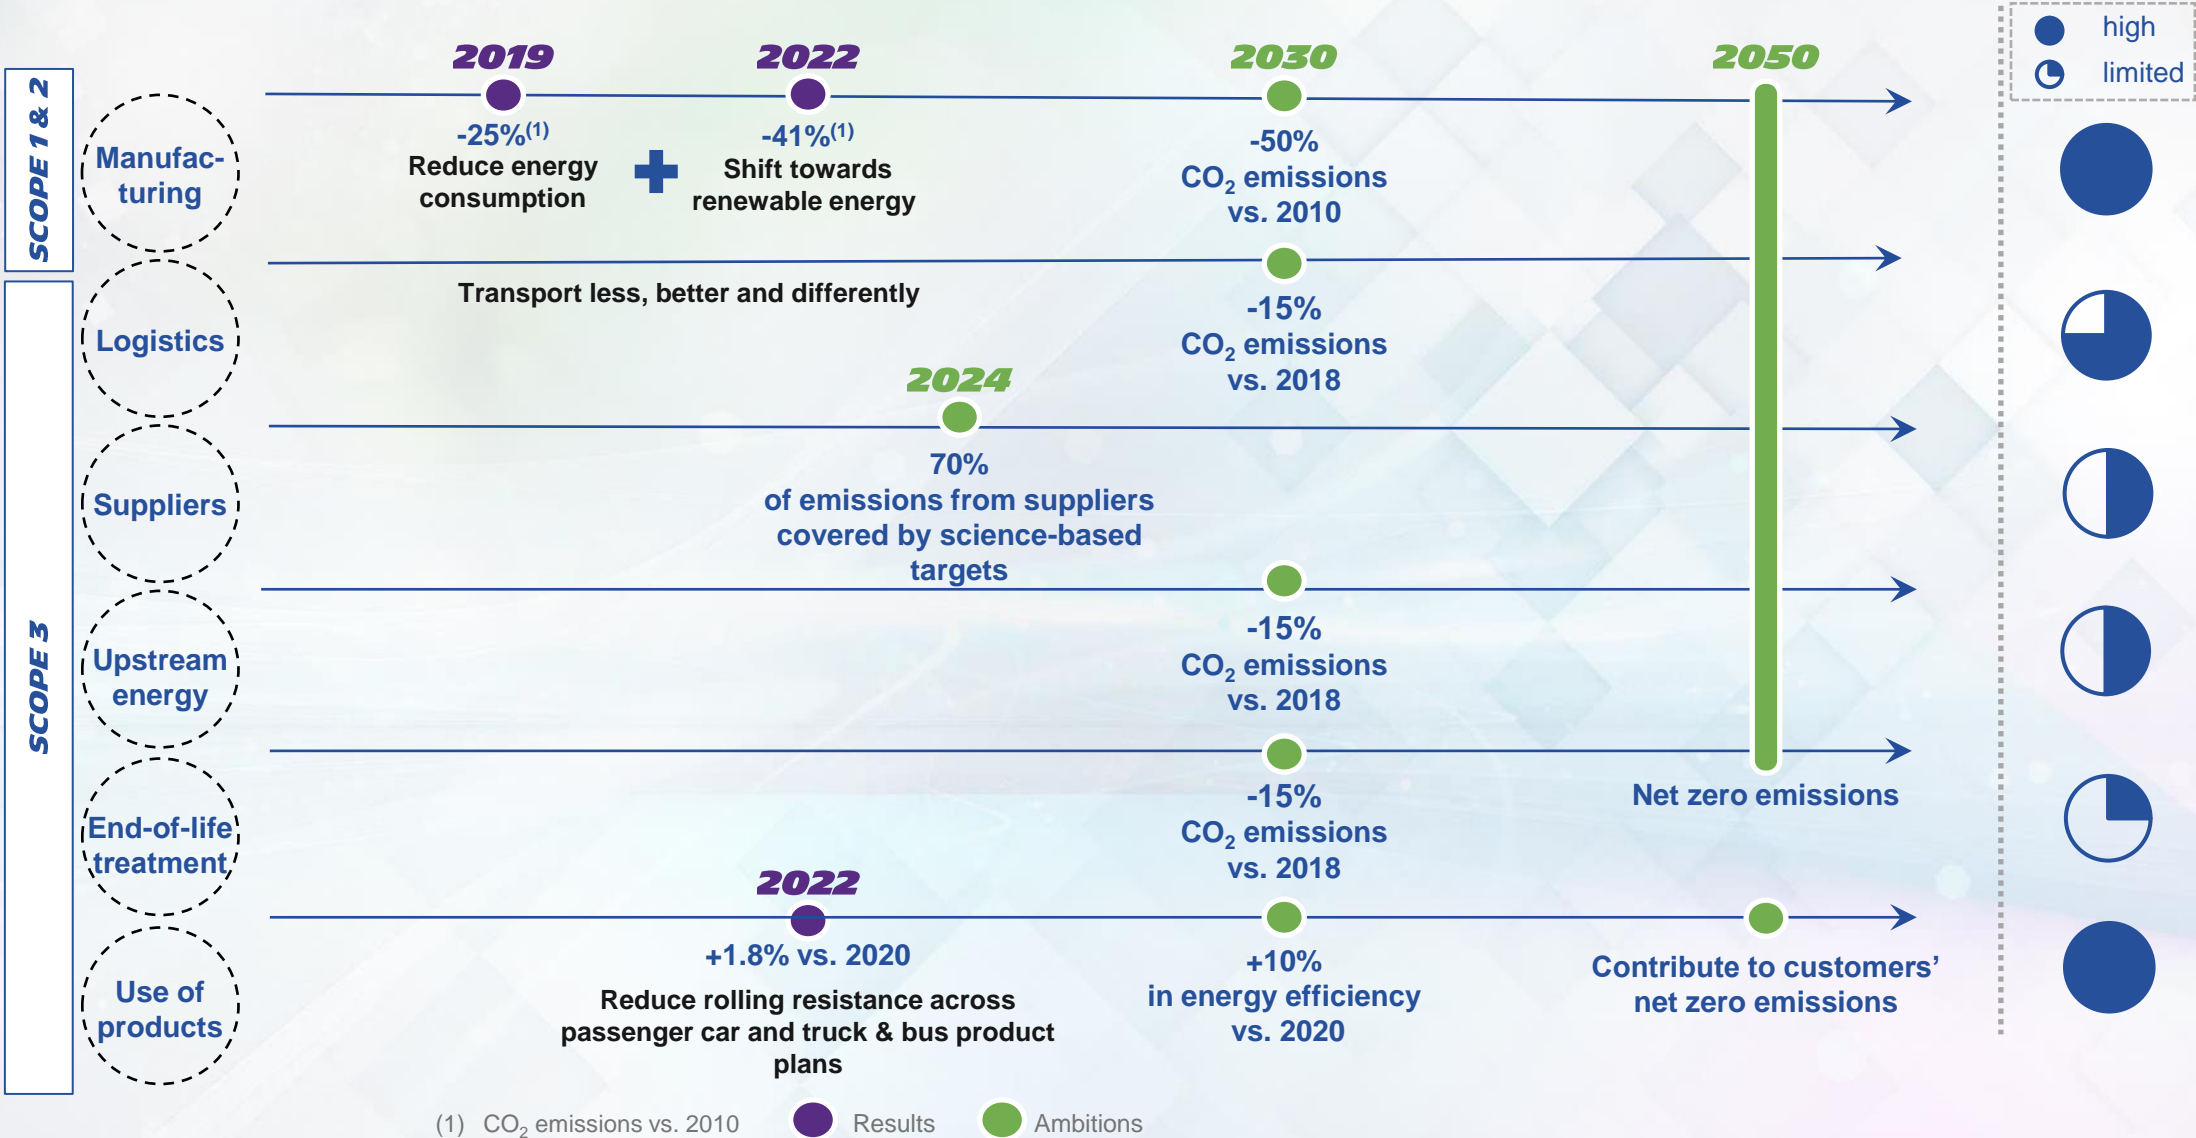 2019
2022
2030
2050
high
limited
SCOPE 1 & 2
Manufac-
turing
-25%(1)
Reduce energy
consumption
-41%(1)
Shift towards
renewable energy
-50%
CO₂ emissions
vs. 2010
Logistics
Transport less, better and differently
-15%
CO₂ emissions
vs. 2018
SCOPE 3
Suppliers
2024
70%
of emissions from suppliers
covered by science-based
targets
Upstream
energy
-15%
CO₂ emissions
vs. 2018
End-of-life
treatment
-15%
CO₂ emissions
vs. 2018
Net zero emissions
Use of
products
2022
+1.8% vs. 2020
Reduce rolling resistance across
passenger car and truck & bus product
plans
+10%
in energy efficiency
vs. 2020
Contribute to customers’
net zero emissions
(1) CO₂ emissions vs. 2010
Results
Ambitions